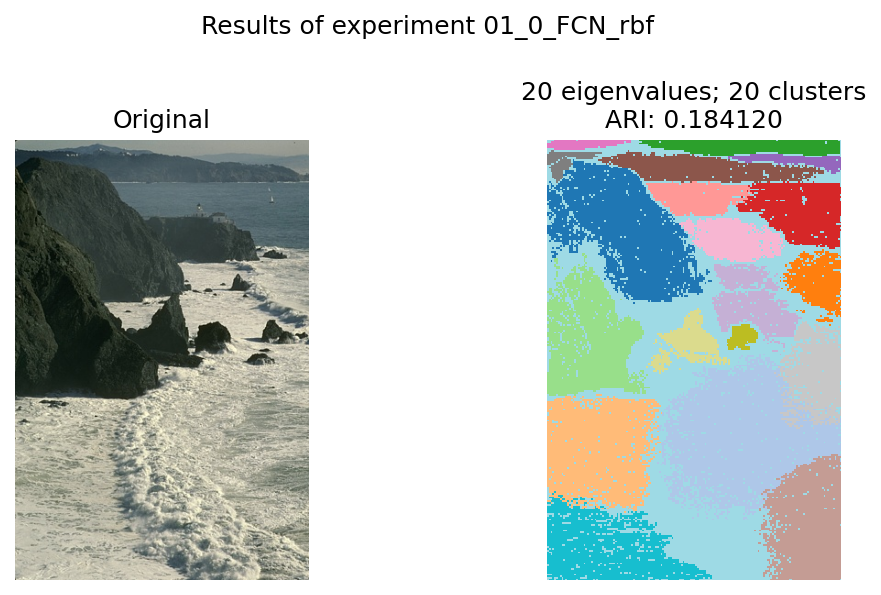 Results of experiment 01_0_FCN_rbf
Original
20 eigenvalues; 20 clusters
ARI: 0.184120